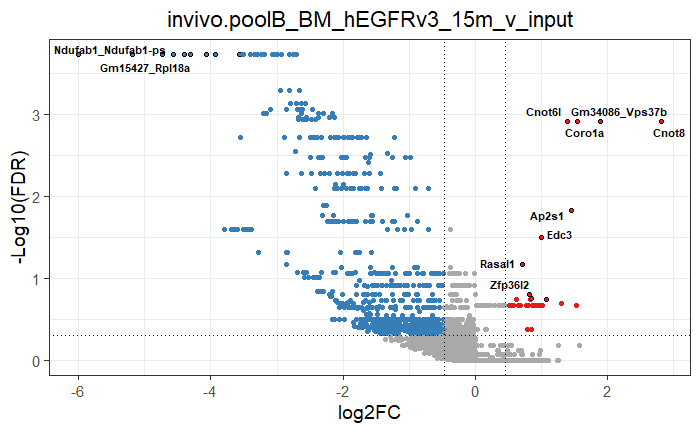 invivo.poolB_BM_hEGFRv3_15m_v_input
Ndufab1_Ndufab1-ps
Gm15427_Rpl18a
Cnot6l Gm34086_Vps37b
Coro1a Cnot8
Ap2s1
Edc3
Rasal1
Zfp36l2
-Log10(FDR)
3
2
1
0
-6 -4 -2 0 2
log2FC